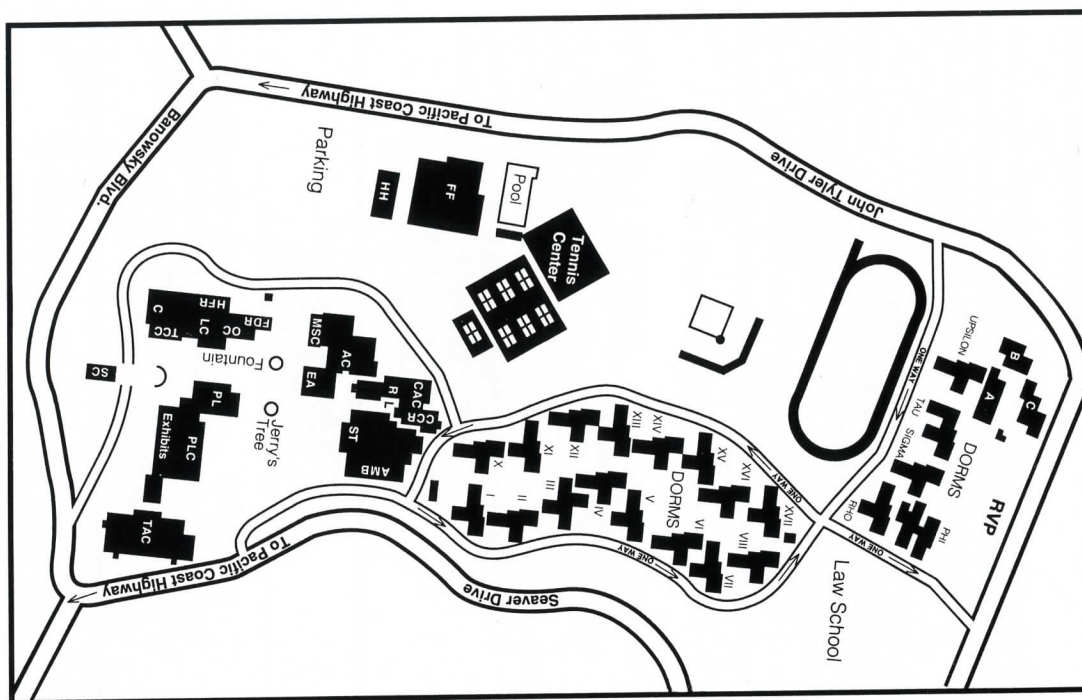 To Pacific Coast Highway
John Tyler Drive
Banowsky Blvd.
Parking
HH
FF
Pool
Tennis
Center
ONE WAY
UPSILON
B
A
C
TAU
SIGMA
DORMS
RHO
PHI
RVP
HFR
C
LC
TCC
OC
FDR
Fountain
MSC
AC
EA
R
L
CAC
CCR
ST
AMB
SC
PL
PLC
Exhibits
Jerry's
Tree
TAC
XIII
XIV
XV
XVI
XVII
XII
XI
X
I
II
III
IV
V
VI
VII
VIII
DORMS
ONE WAY
ONE WAY
ONE WAY
Law School
To Pacific Coast Highway
Seaver Drive